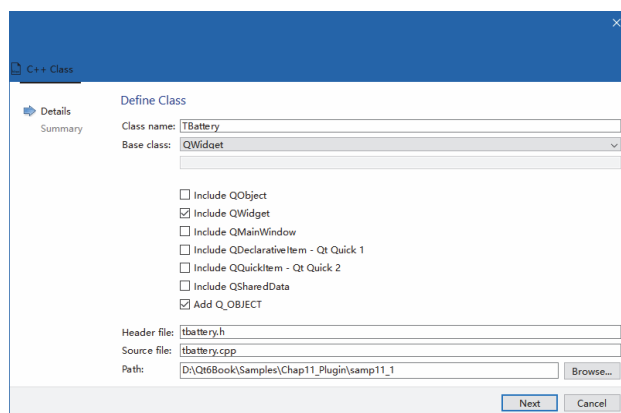 C++ Class
Define Class
Details
Summary
Class name: TBattery
Base class: QWidget
Include QObject
Include QWidget
Include QMainWindow
Include QDeclarativeItem - Qt Quick 1
Include QQuickItem - Qt Quick 2
Include QSharedData
Add Q_OBJECT
Header file: tbattery.h
Source file: tbattery.cpp
Path: D:\Qt6Book\Samples\Chap11_Plugin\samp11_1 Browse...
Next Cancel